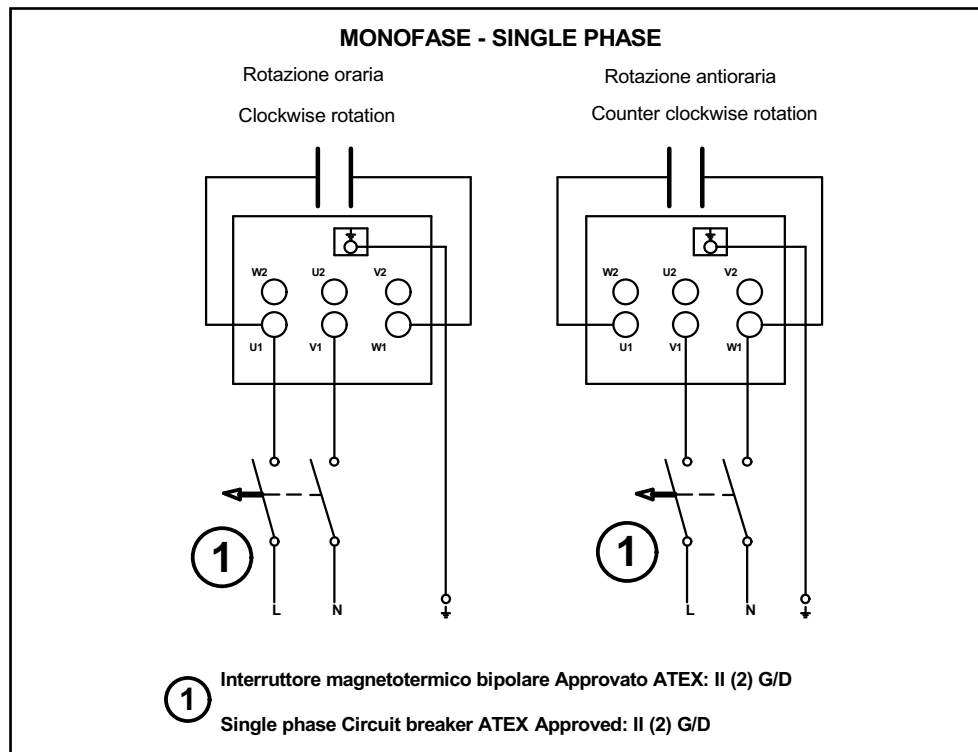 MONOFASE - SINGLE PHASE
Rotazione oraria
Clockwise rotation
Rotazione antioraria
Counter clockwise rotation
W2 U2 V2
U1 V1 W1
W2 U2 V2
U1 V1 W1
1
1
L N
L N
1
Interruttore magnetotermico bipolare Approvato ATEX: II (2) G/D
Single phase Circuit breaker ATEX Approved: II (2) G/D